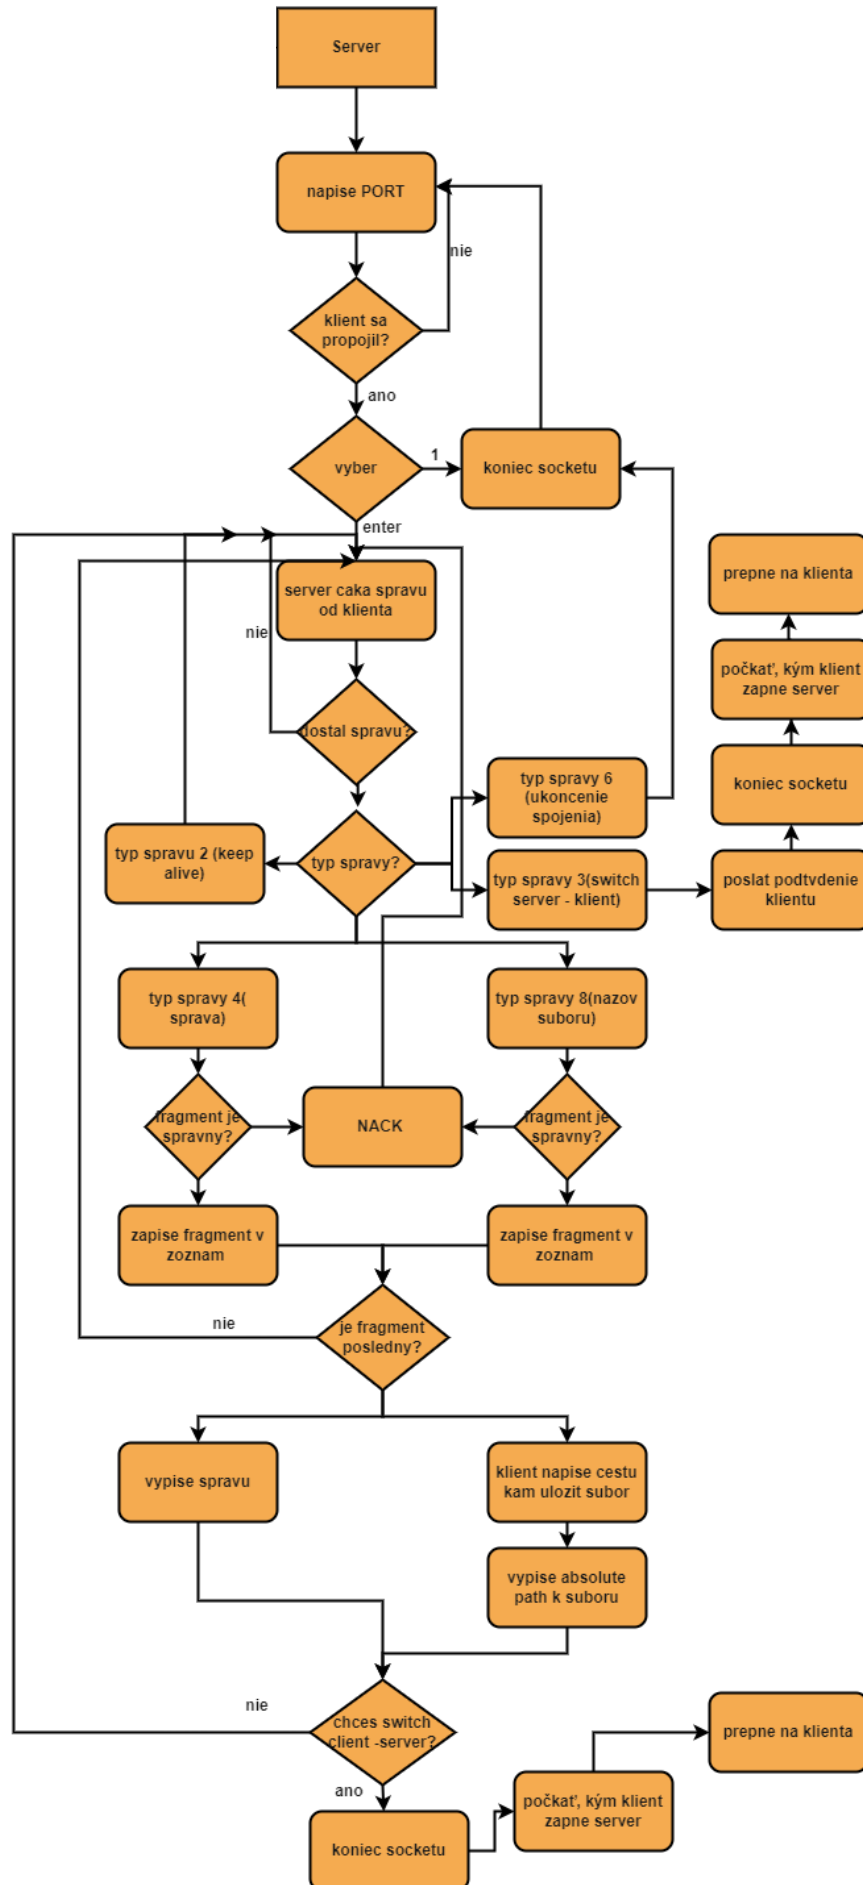 Server
napise PORT
nie
klient sa
propojil?
ano
vyber
1
koniec socketu
enter
server caka spravu
od klienta
nie
prepne na klienta
počkať, kým klient
zapne server
dostal spravu?
typ spravy 6
(ukoncenie
spojenia)
koniec socketu
typ spravu 2 (keep
alive)
typ spravy?
typ spravy 3(switch
server - klient)
poslat podtvdenie
klientu
typ spravy 4(
sprava)
typ spravy 8(nazov
suboru)
fragment je
spravny?
NACK
fragment je
spravny?
zapise fragment v
zoznam
zapise fragment v
zoznam
nie
je fragment
posledny?
vypise spravu
klient napise cestu
kam ulozit subor
vypise absolute
path k suboru
nie
chces switch
client -server?
prepne na klienta
ano
počkať, kým klient
zapne server
koniec socketu